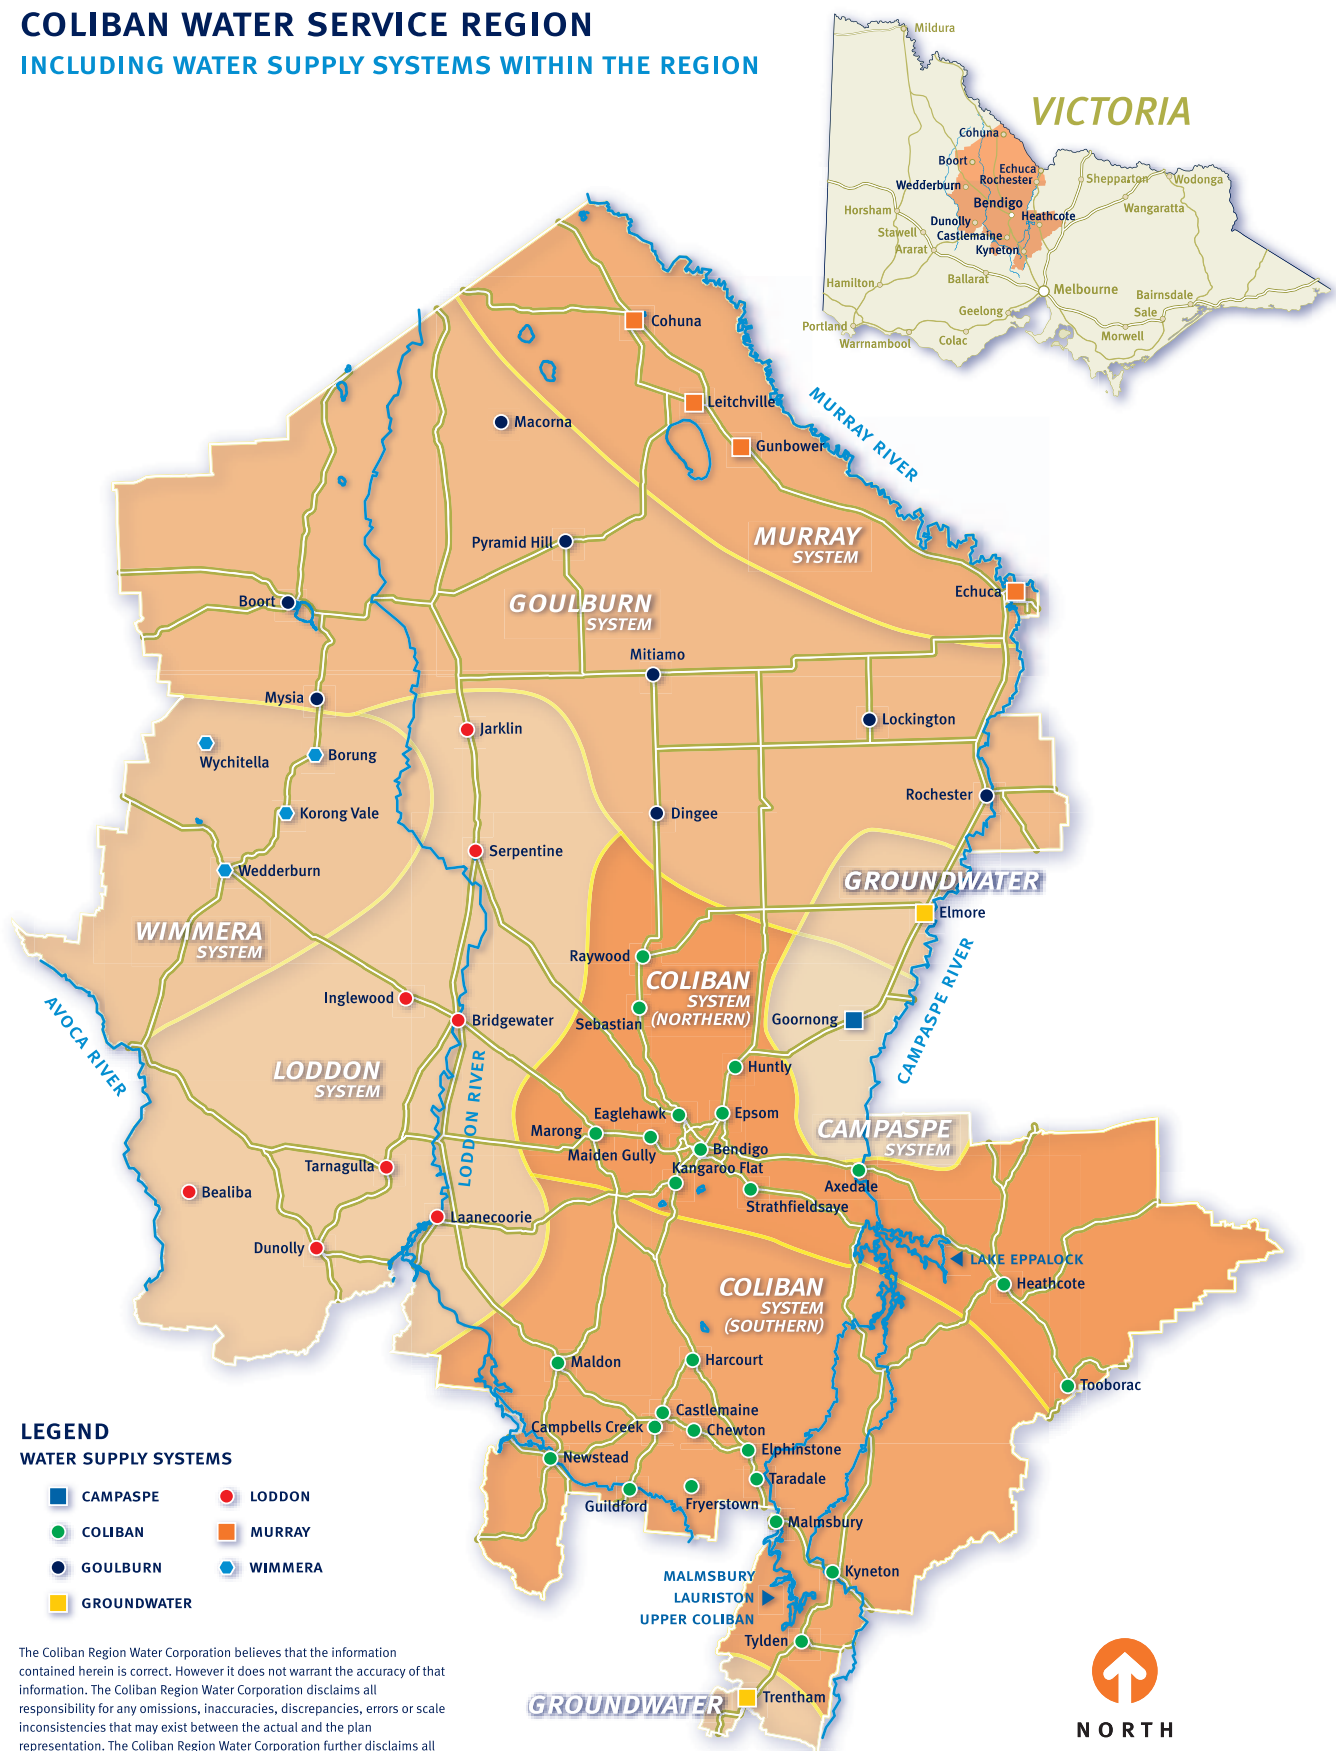 COLIBAN WATER SERVICE REGION
INCLUDING WATER SUPPLY SYSTEMS WITHIN THE REGION
VICTORIA
Mildura
Cohuna
Boort
Echuca
Rochester
Wedderburn
Shepparton
Wodonga
Bendigo
Horsham
Wangaratta
Dunolly
Heathcote
Stawell
Castlemaine
Ararat
Kyneton
Hamilton
Ballarat
Melbourne
Bairnsdale
Geelong
Sale
Portland
Warrnambool
Colac
Morwell
Cohuna
Leitchville
MURRAY RIVER
Macorna
Gunbower
MURRAY
SYSTEM
Pyramid Hill
Echuca
Boort
GOULBURN
SYSTEM
Mitiamo
Mysia
Lockington
Jarklin
Wychitella
Borung
Rochester
Korong Vale
Dingee
Serpentine
Wedderburn
GROUNDWATER
Elmore
WIMMERA
SYSTEM
Raywood
COLIBAN
SYSTEM
(NORTHERN)
CAMPASPE RIVER
Inglewood
Bridgewater
Sebastian
Goornong
AVOCA RIVER
LODDON
SYSTEM
Huntly
LODDON RIVER
Eaglehawk
Epsom
Marong
Maiden Gully
Bendigo
CAMPASPE
SYSTEM
Kangaroo Flat
Tarnagulla
Axedale
Bealiba
Strathfieldsaye
Laanecoorie
Dunolly
LAKE EPPALOCK
Heathcote
COLIBAN
SYSTEM
(SOUTHERN)
Maldon
Harcourt
Tooborac
Castlemaine
Campbells Creek
Chewton
Elphinstone
Newstead
Taradale
Guildford
Fryerstown
Malmsbury
Kyneton
MALMSBURY
LAURISTON
UPPER COLIBAN
Tylden
GROUNDWATER
Trentham
LEGEND
WATER SUPPLY SYSTEMS
CAMPASPE
LODDON
COLIBAN
MURRAY
GOULBURN
WIMMERA
GROUNDWATER
The Coliban Region Water Corporation believes that the information
contained herein is correct. However it does not warrant the accuracy of that
information. The Coliban Region Water Corporation disclaims all
responsibility for any omissions, inaccuracies, discrepancies, errors or scale
inconsistencies that may exist between the actual and the plan
representation. The Coliban Region Water Corporation further disclaims all
NORTH